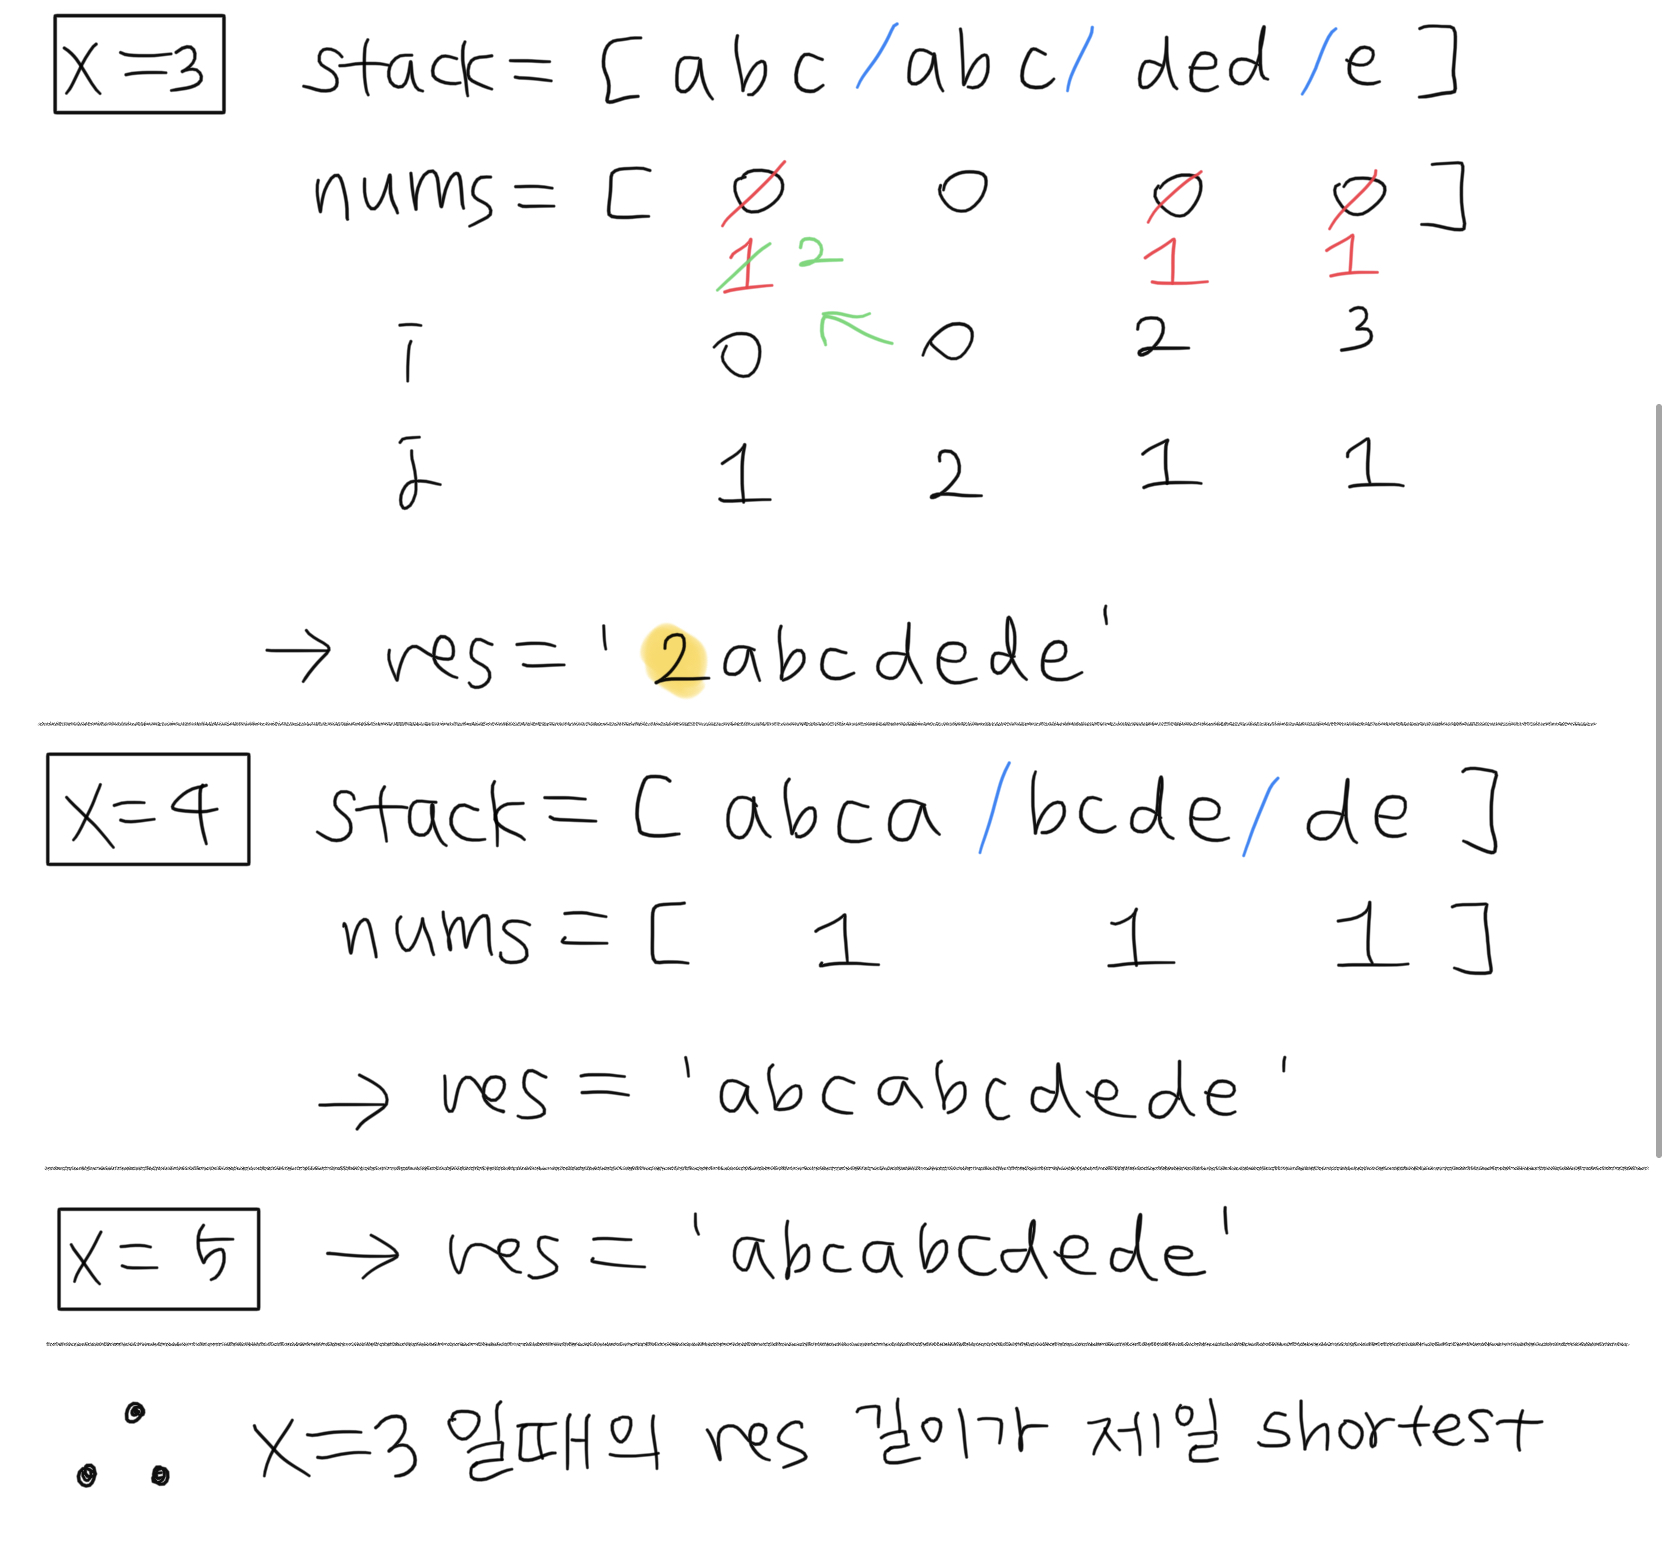 x=3 stack= [ abc / abc / ded / e ]
nums= [ 0 0 0 0 ]
1 2 1 1
i 0 0 2 3
j 1 2 1 1
→ res= ' 2abcdede '
x=4 stack= [ abca / bcde / de ]
nums= [ 1 1 1 ]
→ res= 'abcabcdede '
x= 5 → res= 'abcabcdede'
∴ x=3 일때의 res 길이가 제일 shortest